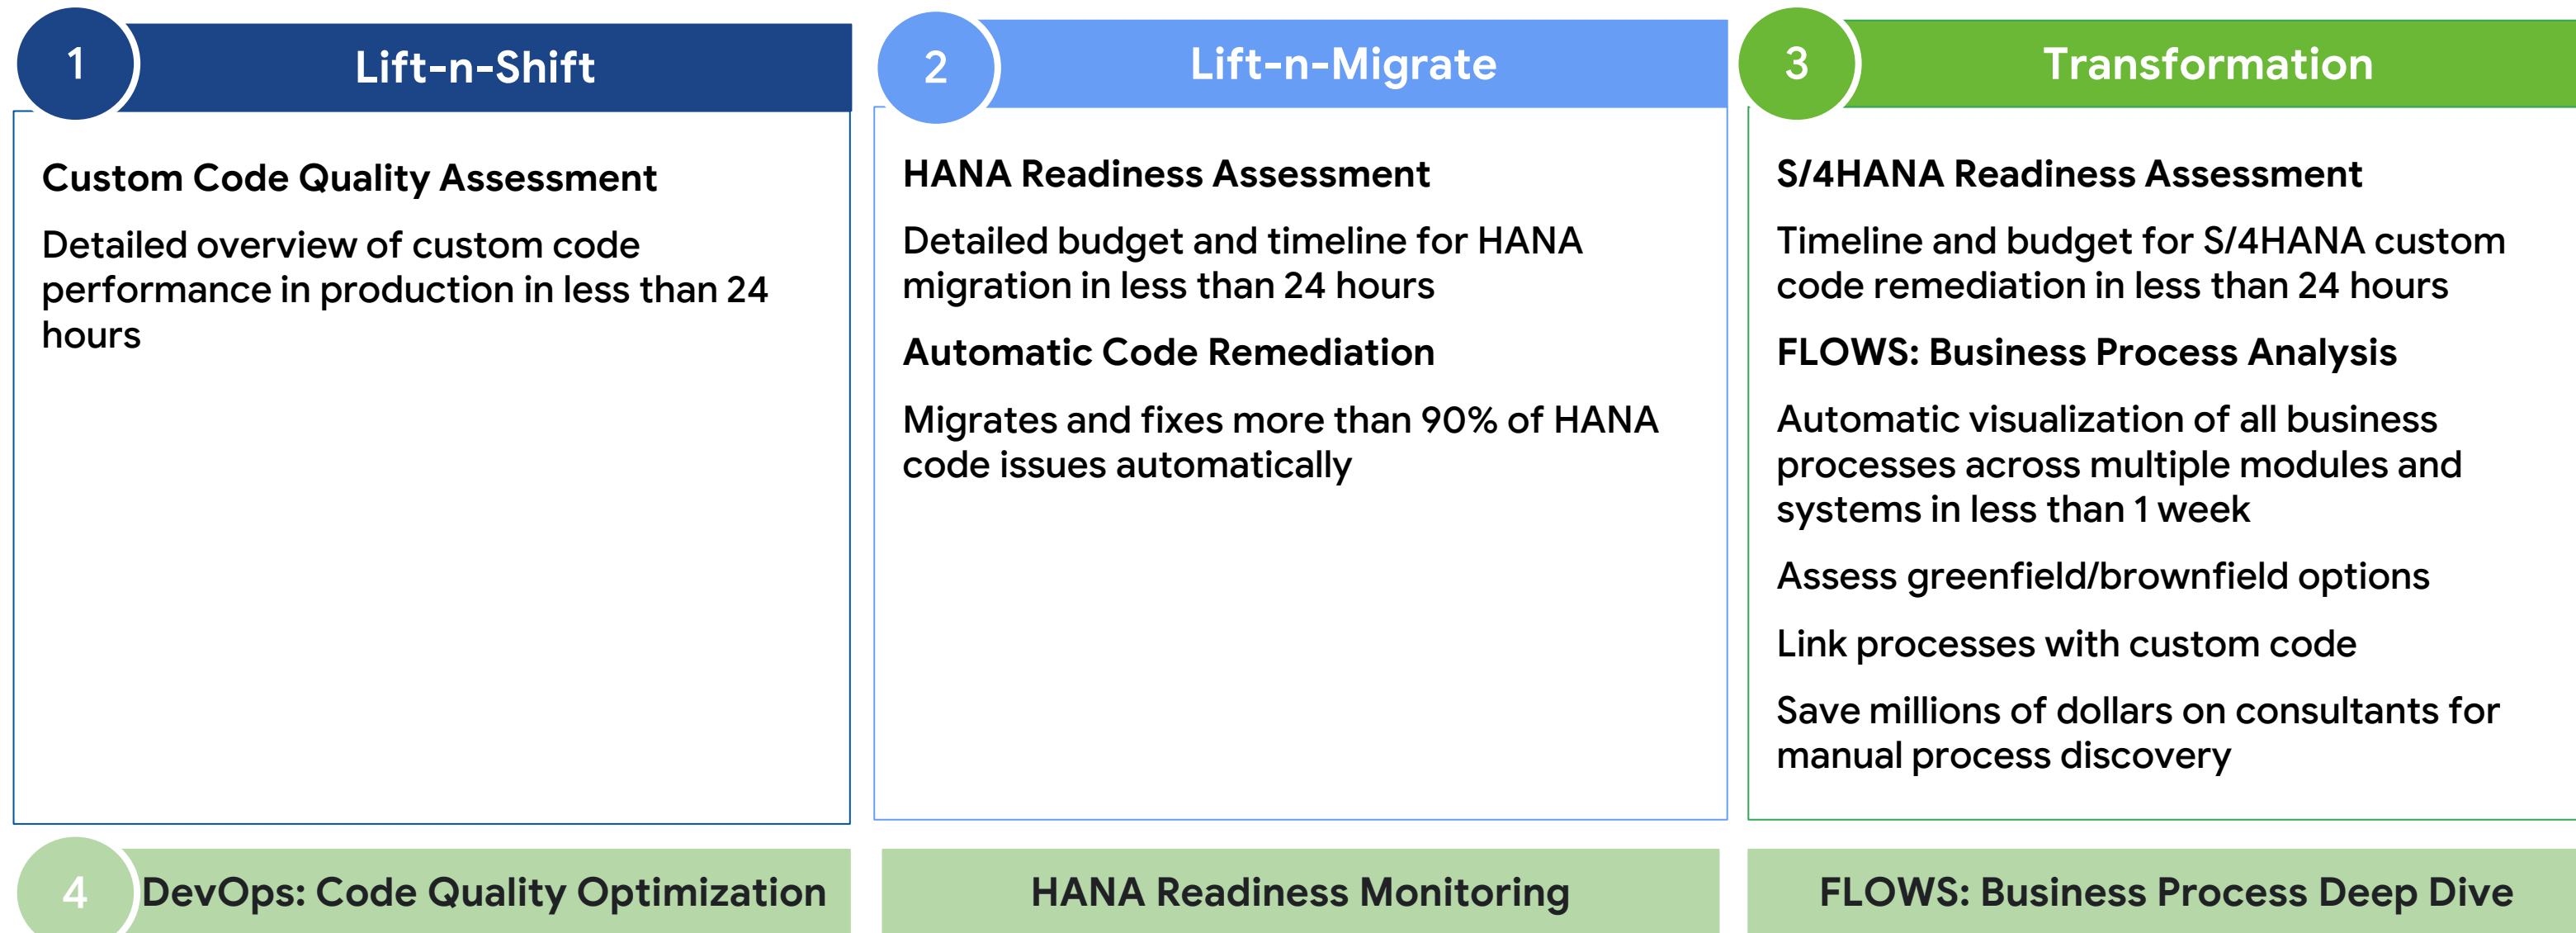 1
Lift-n-Shift
Custom Code Quality Assessment
Detailed overview of custom code
performance in production in less than 24
hours
2
Lift-n-Migrate
HANA Readiness Assessment
Detailed budget and timeline for HANA
migration in less than 24 hours
Automatic Code Remediation
Migrates and fixes more than 90% of HANA
code issues automatically
3
Transformation
S/4HANA Readiness Assessment
Timeline and budget for S/4HANA custom
code remediation in less than 24 hours
FLOWS: Business Process Analysis
Automatic visualization of all business
processes across multiple modules and
systems in less than 1 week
Assess greenfield/brownfield options
Link processes with custom code
Save millions of dollars on consultants for
manual process discovery
4
DevOps: Code Quality Optimization
HANA Readiness Monitoring
FLOWS: Business Process Deep Dive